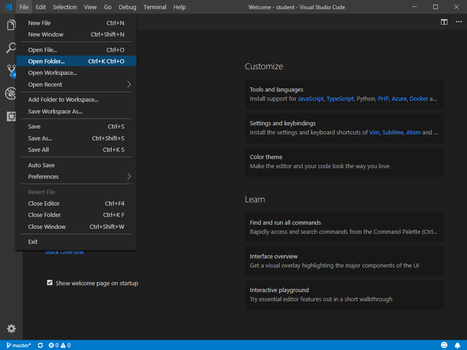 File Edit Selection View Go Debug Terminal Help
Welcome - student - Visual Studio Code
New File Ctrl+N
New Window Ctrl+Shift+N
Open File... Ctrl+O
Open Folder... Ctrl+K Ctrl+O
Open Workspace...
Open Recent
Add Folder to Workspace...
Save Workspace As...
Save Ctrl+S
Save As... Ctrl+Shift+S
Save All Ctrl+K S
Auto Save
Preferences
Revert File
Close Editor Ctrl+F4
Close Folder Ctrl+K F
Close Window Ctrl+Shift+W
Exit
Stack Overflow
Show welcome page on startup
Customize
Tools and languages
Install support for JavaScript, TypeScript, Python, PHP, Azure, Docker a...
Settings and keybindings
Install the settings and keyboard shortcuts of Vim, Sublime, Atom and ...
Color theme
Make the editor and your code look the way you love
Learn
Find and run all commands
Rapidly access and search commands from the Command Palette (Ctrl...
Interface overview
Get a visual overlay highlighting the major components of the UI
Interactive playground
Try essential editor features out in a short walkthrough
master* 0 0